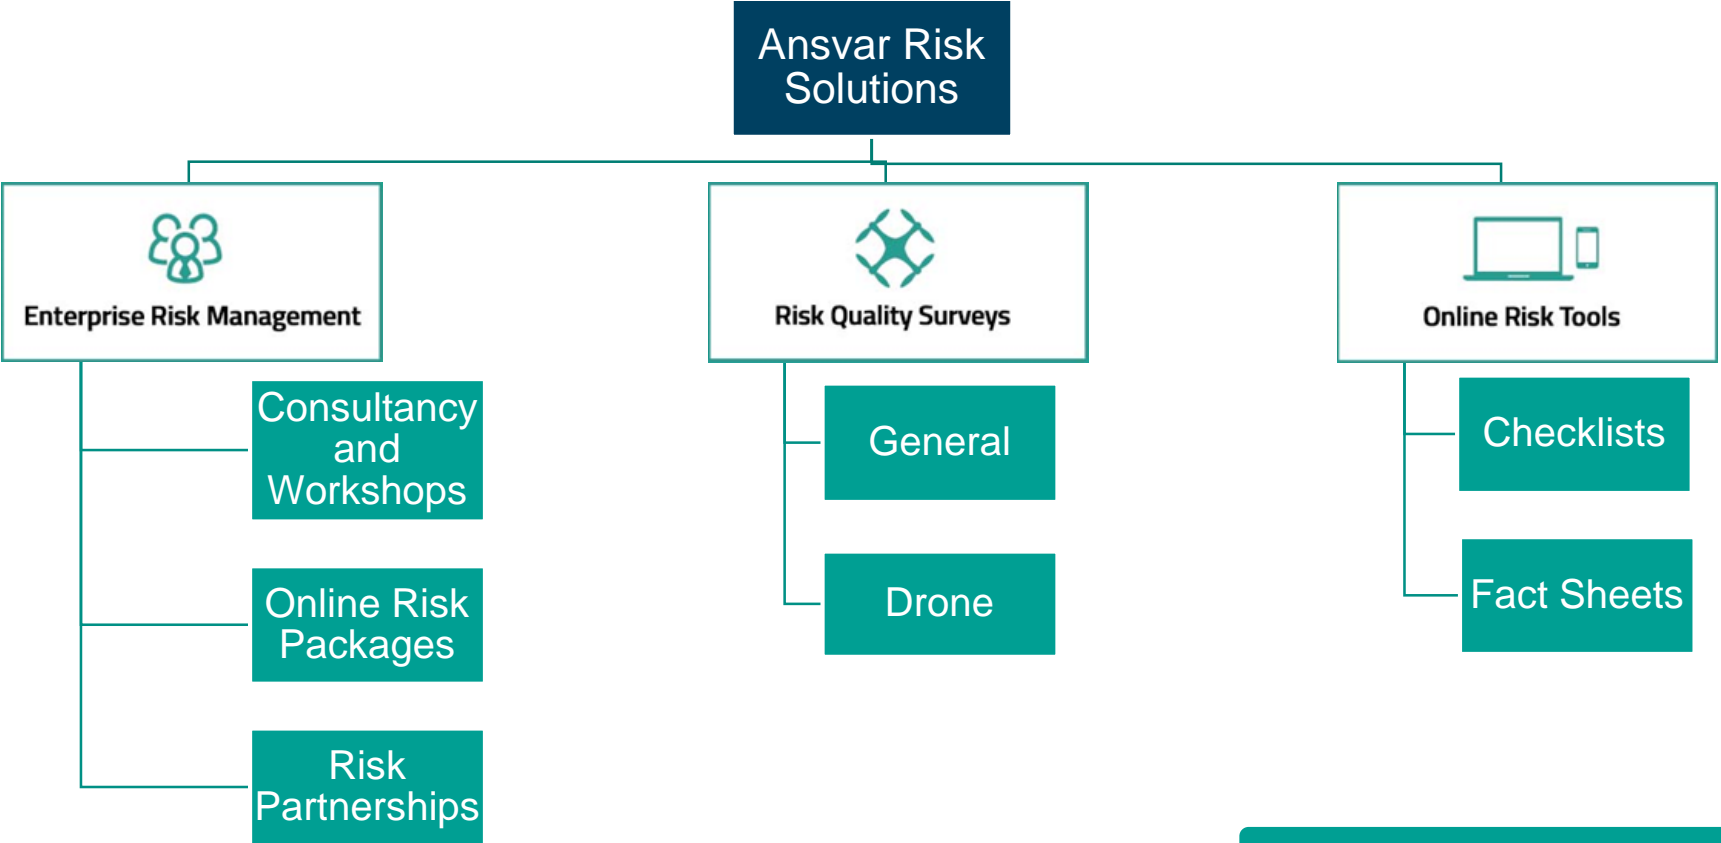 Ansvar Risk
Solutions
Enterprise Risk Management
Risk Quality Surveys
Online Risk Tools
Consultancy
and
Workshops
Online Risk
Packages
Risk
Partnerships
General
Drone
Checklists
Fact Sheets